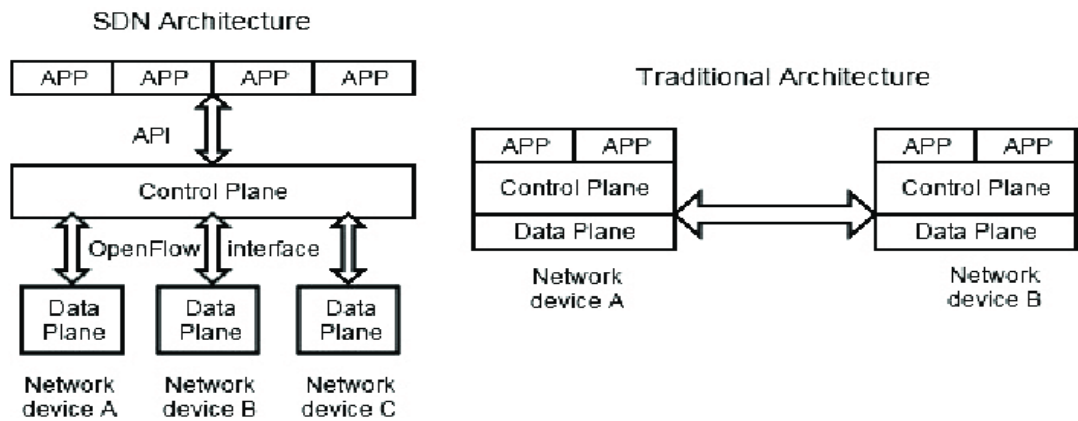 SDN Architecture
APP APP APP APP
API
Control Plane
OpenFlow interface
Data Plane
Data Plane
Data Plane
Network device A
Network device B
Network device C
Traditional Architecture
APP APP
Control Plane
Data Plane
Network device A
APP APP
Control Plane
Data Plane
Network device B